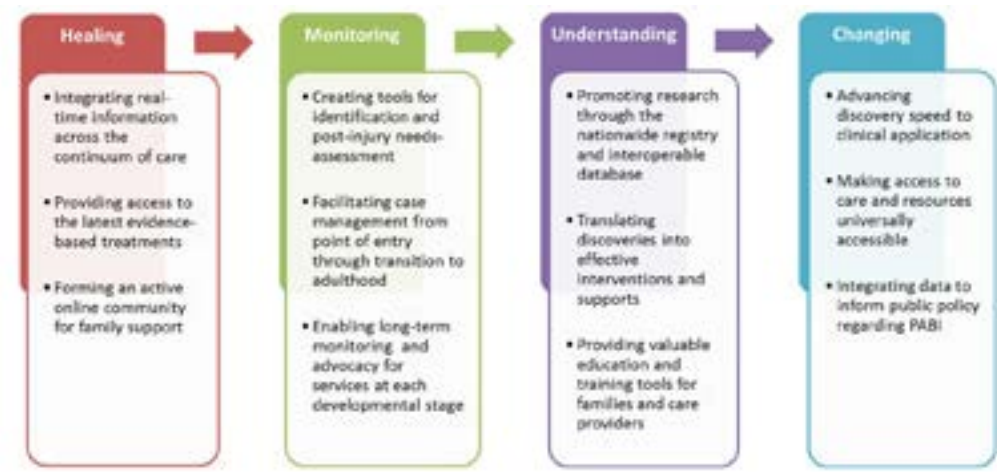 Healing
• Integrating real-
time information
across the
continuum of care
• Providing access to
the latest evidence-
based treatments
• Forming an active
online community
for family support
Monitoring
• Creating tools for
identification and
post-injury needs-
assessment
• Facilitating case
management from
point of entry
through transition to
adulthood
• Enabling long-term
monitoring and
advocacy for
services at each
developmental stage
Understanding
• Promoting research
through the
nationwide registry
and interoperable
database
• Translating
discoveries into
effective
interventions and
supports
• Providing valuable
education and
training tools for
families and care
providers
Changing
• Advancing
discovery speed to
clinical application
• Making access to
care and resources
universally
accessible
• Integrating data to
inform public policy
regarding PABI